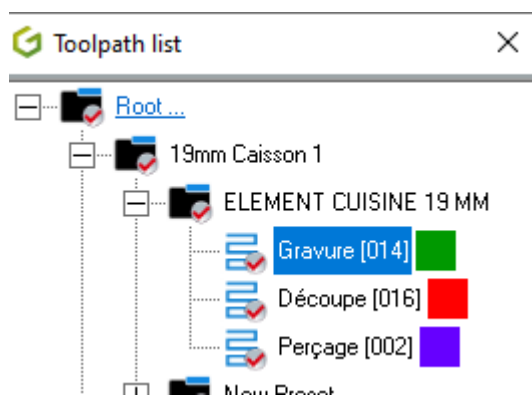 Toolpath list
Root ...
19mm Caisson 1
ELEMENT CUISINE 19 MM
Gravure [014]
Découpe [016]
Perçage [002]
New Preset